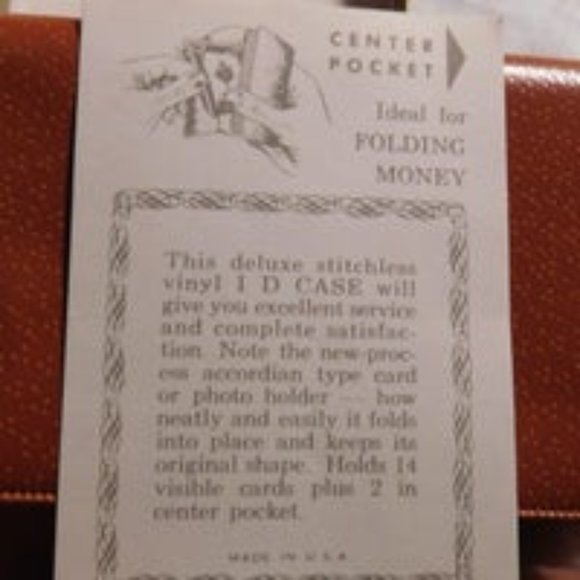 CENTER
POCKET
Ideal for
FOLDING
MONEY
This deluxe stitchless
vinyl I D CASE will
give you excellent service
and complete satisfac-
tion. Note the new proc-
ess accordian type card
or photo holder — how
neatly and easily it folds
into place and keeps its
original shape. Holds 14
visible cards plus 2 in
center pocket.
MADE IN U.S.A.